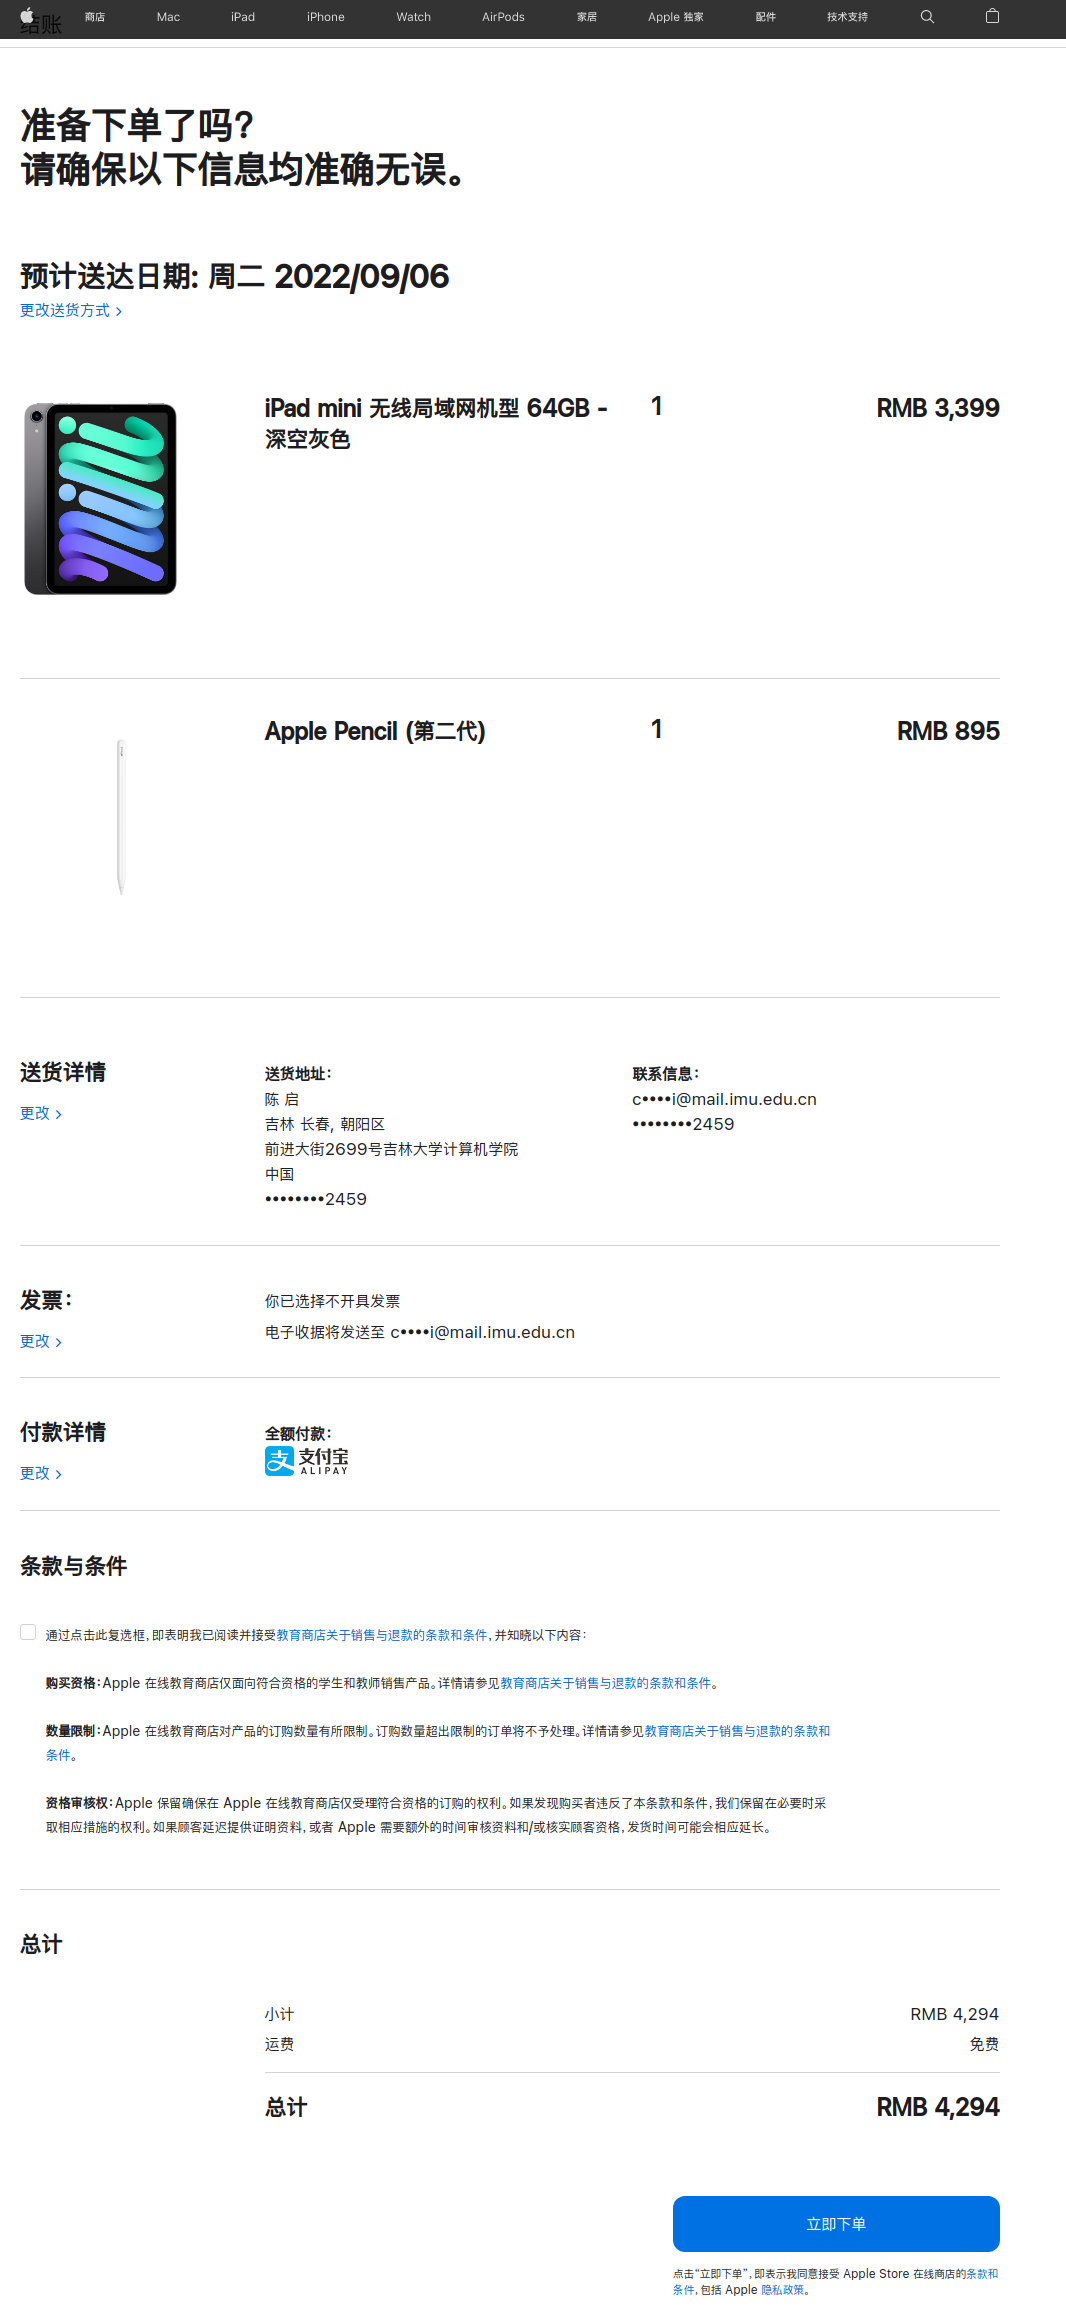 结账
商店 Mac iPad iPhone Watch AirPods 家居 Apple 独家 配件 技术支持
准备下单了吗?
请确保以下信息均准确无误。
预计送达日期: 周二 2022/09/06
更改送货方式 >
iPad mini 无线局域网机型 64GB - 1 RMB 3,399
深空灰色
Apple Pencil (第二代) 1 RMB 895
送货详情
更改 >
送货地址：
陈 启
吉林 长春, 朝阳区
前进大街2699号吉林大学计算机学院
中国
••••••••2459
联系信息：
c••••i@mail.imu.edu.cn
••••••••2459
发票：
更改 >
你已选择不开具发票
电子收据将发送至 c••••i@mail.imu.edu.cn
付款详情
更改 >
全额付款：
支 支付宝
ALIPAY
条款与条件
通过点击此复选框，即表明我已阅读并接受教育商店关于销售与退款的条款和条件，并知晓以下内容：
购买资格：Apple 在线教育商店仅面向符合资格的学生和教师销售产品。详情请参见教育商店关于销售与退款的条款和条件。
数量限制：Apple 在线教育商店对产品的订购数量有所限制。订购数量超出限制的订单将不予处理。详情请参见教育商店关于销售与退款的条款和
条件。
资格审核权：Apple 保留确保在 Apple 在线教育商店仅受理符合资格的订购的权利。如果发现购买者违反了本条款和条件，我们保留在必要时采
取相应措施的权利。如果顾客延迟提供证明资料，或者 Apple 需要额外的时间审核资料和/或核实顾客资格，发货时间可能会相应延长。
总计
小计 RMB 4,294
运费 免费
总计 RMB 4,294
立即下单
点击“立即下单”，即表示我同意接受 Apple Store 在线商店的条款和
条件，包括 Apple 隐私政策。